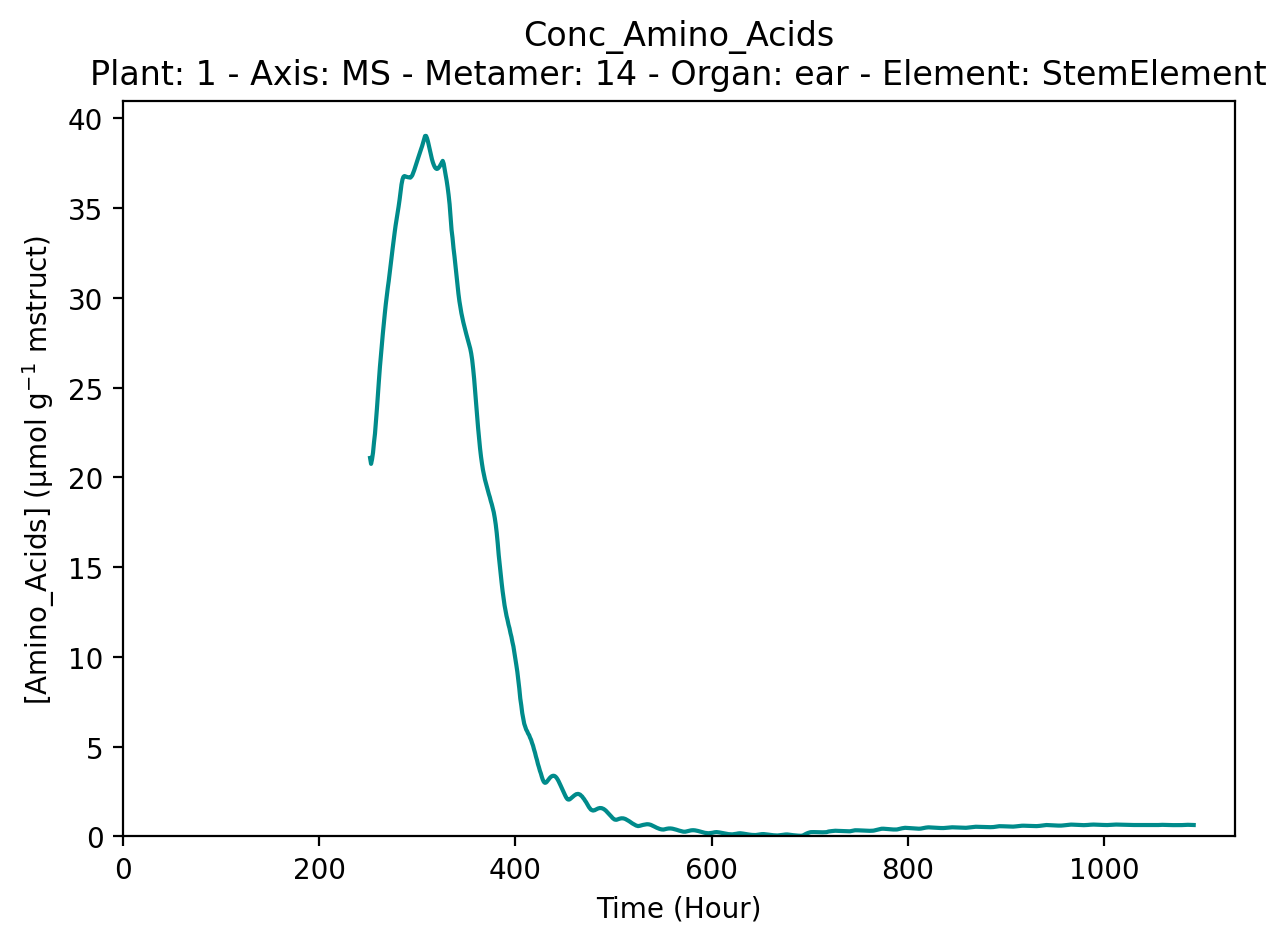 Conc_Amino_Acids
Plant: 1 - Axis: MS - Metamer: 14 - Organ: ear - Element: StemElement
[Amino_Acids] (µmol g⁻¹ mstruct)
40
35
30
25
20
15
10
5
0
0 200 400 600 800 1000
Time (Hour)